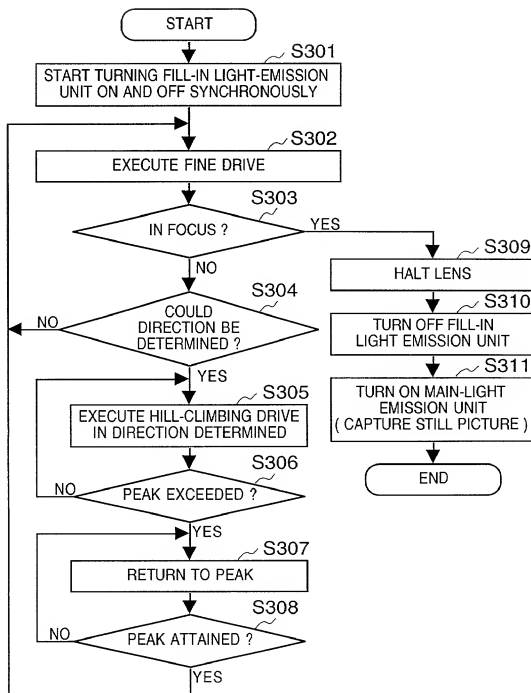 START
S301
START TURNING FILL-IN LIGHT-EMISSION
UNIT ON AND OFF SYNCHRONOUSLY
S302
EXECUTE FINE DRIVE
S303
IN FOCUS ?
YES
NO
S304
COULD
DIRECTION BE
DETERMINED ?
NO
YES
S305
EXECUTE HILL-CLIMBING DRIVE
IN DIRECTION DETERMINED
S306
PEAK EXCEEDED ?
NO
YES
S307
RETURN TO PEAK
S308
PEAK ATTAINED ?
NO
YES
S309
HALT LENS
S310
TURN OFF FILL-IN
LIGHT EMISSION UNIT
S311
TURN ON MAIN-LIGHT
EMISSION UNIT
( CAPTURE STILL PICTURE )
END